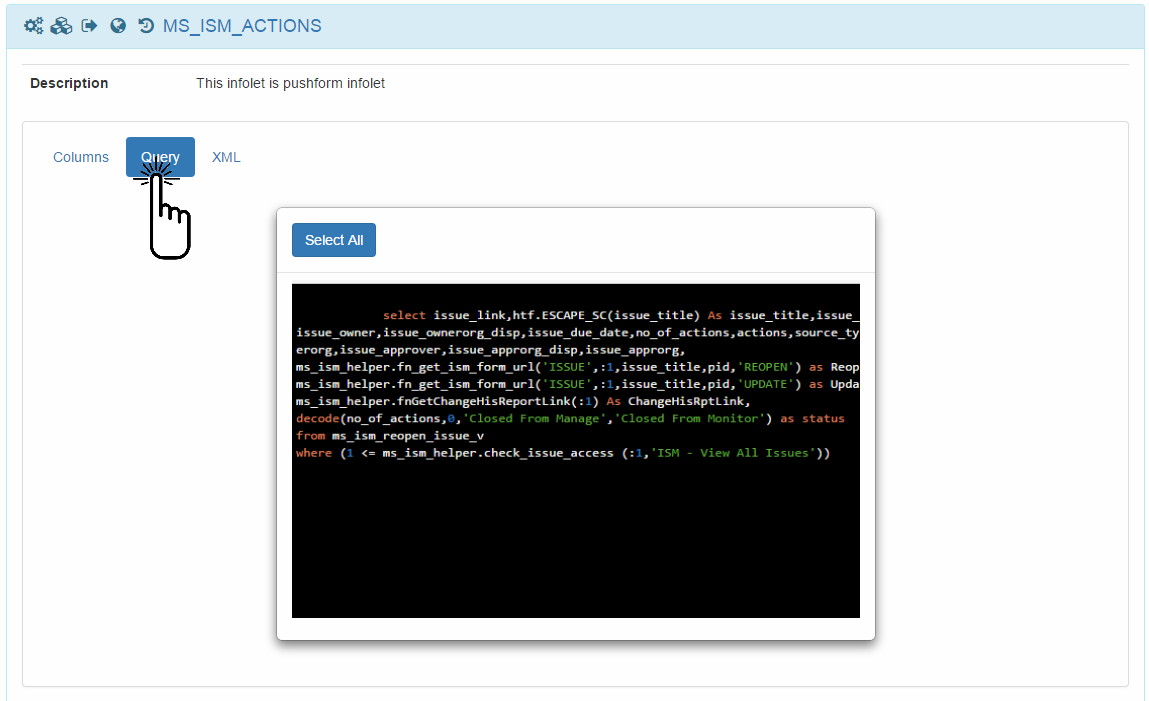 MS_ISM_ACTIONS
Description This infolet is pushform infolet
Columns Query XML
Select All
select issue_link,htf.ESCAPE_SC(issue_title) As issue_title,issue_
issue_owner,issue_ownerorg_disp,issue_due_date,no_of_actions,actions,source_ty
erorg,issue_approver,issue_approrg_disp,issue_approrg,
ms_ism_helper.fn_get_ism_form_url('ISSUE',:1,issue_title,pid,'REOPEN') as Reop
ms_ism_helper.fn_get_ism_form_url('ISSUE',:1,issue_title,pid,'UPDATE') as Upda
ms_ism_helper.fnGetChangeHisReportLink(:1) As ChangeHisRptLink,
decode(no_of_actions,0,'Closed From Manage','Closed From Monitor') as status
from ms_ism_reopen_issue_v
where (1 <= ms_ism_helper.check_issue_access (:1,'ISM - View All Issues'))